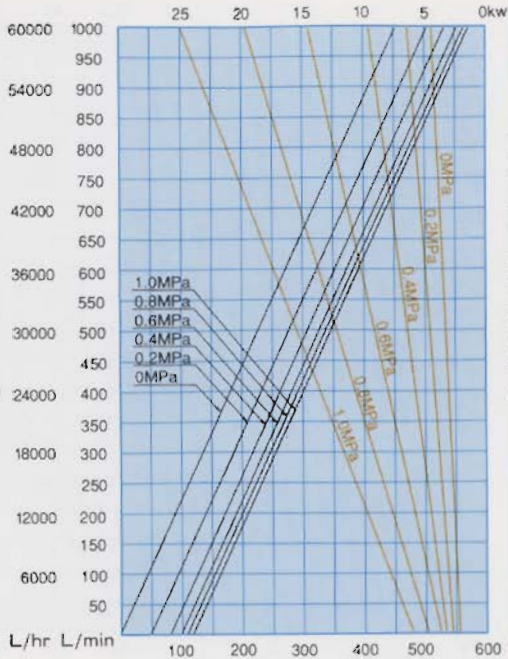 25 20 15 10 5 0kw
60000 1000
950
54000 900
850
48000 800
750
42000 700
650
36000 600
550
30000 500
450
24000 400
350
21000
18000 300
250
12000 200
150
6000 100
50
L/hr L/min
100 200 300 400 500 600
1.0MPa
0.8MPa
0.6MPa
0.4MPa
0.2MPa
0MPa
0MPa
0.2MPa
0.4MPa
0.6MPa
0.8MPa
1.0MPa